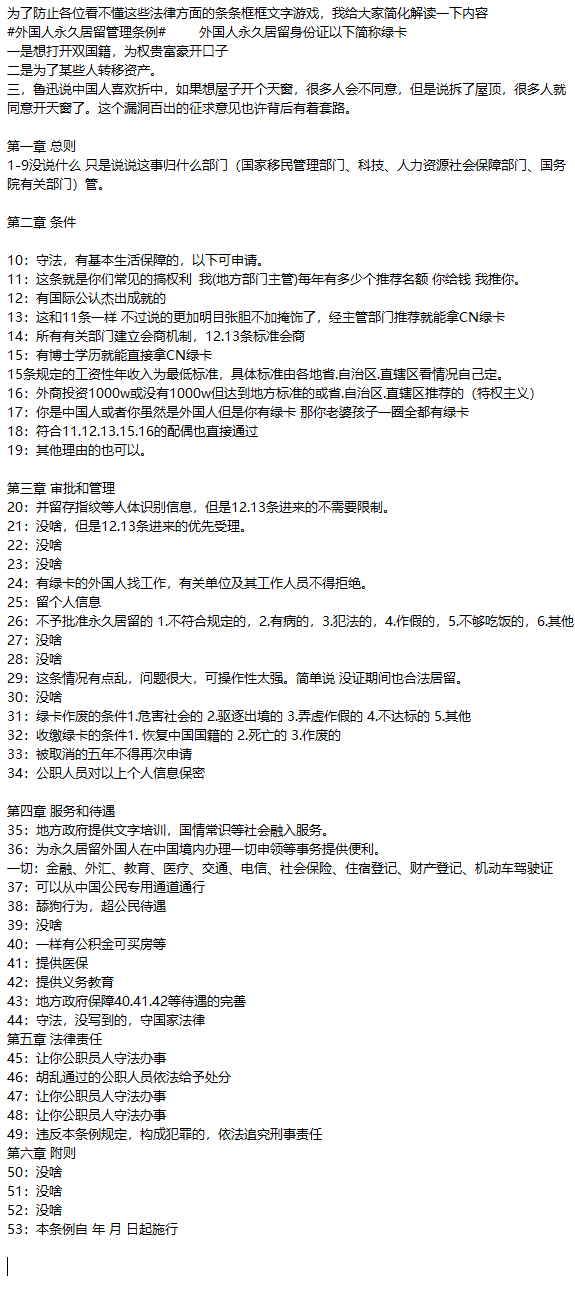 为了防止各位看不懂这些法律方面的条条框框文字游戏，我给大家简化解读一下内容
#外国人永久居留管理条例# 外国人永久居留身份证以下简称绿卡
一是想打开双国籍，为权贵富豪开口子
二是为了某些人转移资产。
三，鲁迅说中国人喜欢折中，如果想屋子开个天窗，很多人会不同意，但是说拆了屋顶，很多人就
同意开天窗了。这个漏洞百出的征求意见也许背后有着套路。
第一章 总则
1-9没说什么 只是说说这事归什么部门（国家移民管理部门、科技、人力资源社会保障部门、国务
院有关部门）管。
第二章 条件
10：守法，有基本生活保障的，以下可申请。
11：这条就是你们常见的搞权利 我(地方部门主管)每年有多少个推荐名额 你给钱 我推你。
12：有国际公认杰出成就的
13：这和11条一样 不过说的更加明目张胆不加掩饰了，经主管部门推荐就能拿CN绿卡
14：所有有关部门建立会商机制，12.13条标准会商
15：有博士学历就能直接拿CN绿卡
15条规定的工资性年收入为最低标准，具体标准由各地省.自治区.直辖区看情况自己定。
16：外商投资1000w或没有1000w但达到地方标准的或省.自治区.直辖区推荐的（特权主义）
17：你是中国人或者你虽然是外国人但是你有绿卡 那你老婆孩子一圈全都有绿卡
18：符合11.12.13.15.16的配偶也直接通过
19：其他理由的也可以。
第三章 审批和管理
20：并留存指纹等人体识别信息，但是12.13条进来的不需要限制。
21：没啥，但是12.13条进来的优先受理。
22：没啥
23：没啥
24：有绿卡的外国人找工作，有关单位及其工作人员不得拒绝。
25：留个人信息
26：不予批准永久居留的 1.不符合规定的，2.有病的，3.犯法的，4.作假的，5.不够吃饭的，6.其他
27：没啥
28：没啥
29：这条情况有点乱，问题很大，可操作性太强。简单说 没证期间也合法居留。
30：没啥
31：绿卡作废的条件1.危害社会的 2.驱逐出境的 3.弄虚作假的 4.不达标的 5.其他
32：收缴绿卡的条件1. 恢复中国国籍的 2.死亡的 3.作废的
33：被取消的五年不得再次申请
34：公职人员对以上个人信息保密
第四章 服务和待遇
35：地方政府提供文字培训，国情常识等社会融入服务。
36：为永久居留外国人在中国境内办理一切申领等事务提供便利。
一切：金融、外汇、教育、医疗、交通、电信、社会保险、住宿登记、财产登记、机动车驾驶证
37：可以从中国公民专用通道通行
38：舔狗行为，超公民待遇
39：没啥
40：一样有公积金可买房等
41：提供医保
42：提供义务教育
43：地方政府保障40.41.42等待遇的完善
44：守法，没写到的，守国家法律
第五章 法律责任
45：让你公职员人守法办事
46：胡乱通过的公职人员依法给予处分
47：让你公职员人守法办事
48：让你公职员人守法办事
49：违反本条例规定，构成犯罪的，依法追究刑事责任
第六章 附则
50：没啥
51：没啥
52：没啥
53：本条例自 年 月 日起施行